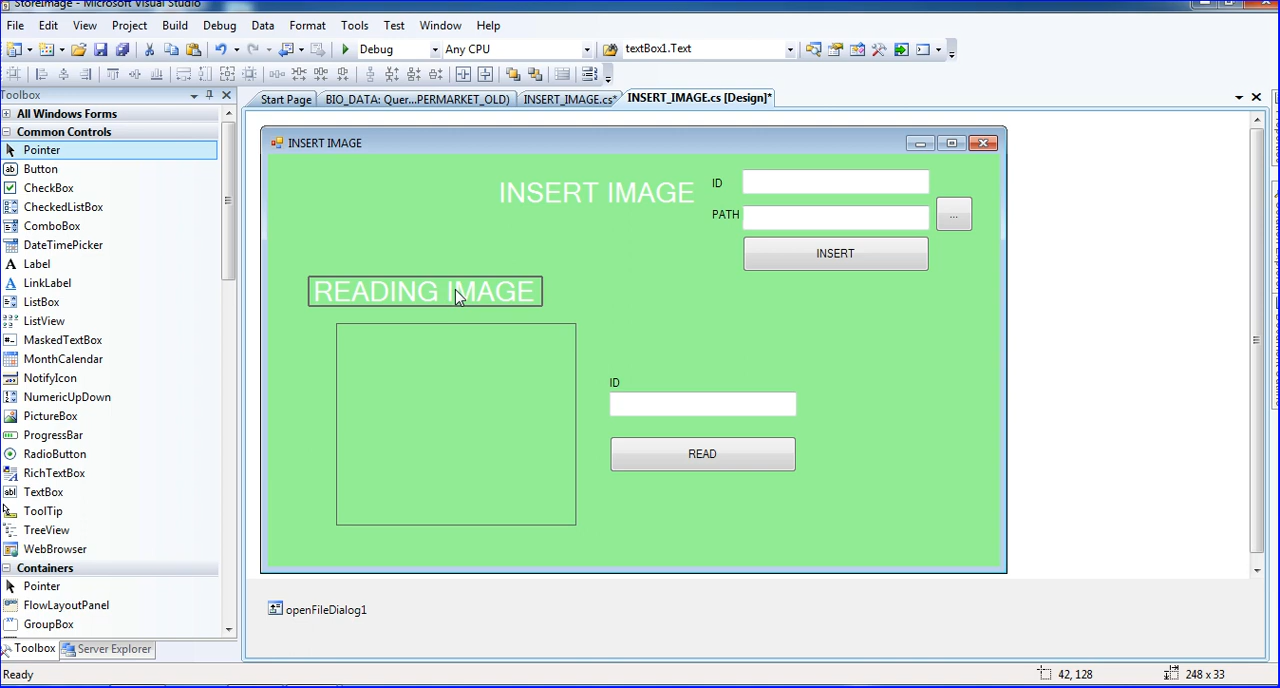 StoreImage - Microsoft Visual Studio
File Edit View Project Build Debug Data Format Tools Test Window Help
Debug Any CPU textBox1.Text
Toolbox
Start Page BIO_DATA: Quer...PERMARKET_OLD) INSERT_IMAGE.cs* INSERT_IMAGE.cs [Design]*
All Windows Forms
Common Controls
Pointer
Button
CheckBox
CheckedListBox
ComboBox
DateTimePicker
Label
LinkLabel
ListBox
ListView
MaskedTextBox
MonthCalendar
NotifyIcon
NumericUpDown
PictureBox
ProgressBar
RadioButton
RichTextBox
TextBox
ToolTip
TreeView
WebBrowser
Containers
Pointer
FlowLayoutPanel
GroupBox
Toolbox Server Explorer
INSERT IMAGE
INSERT IMAGE
ID
PATH ...
INSERT
READING IMAGE
ID
READ
openFileDialog1
Ready 42, 128 248 x 33